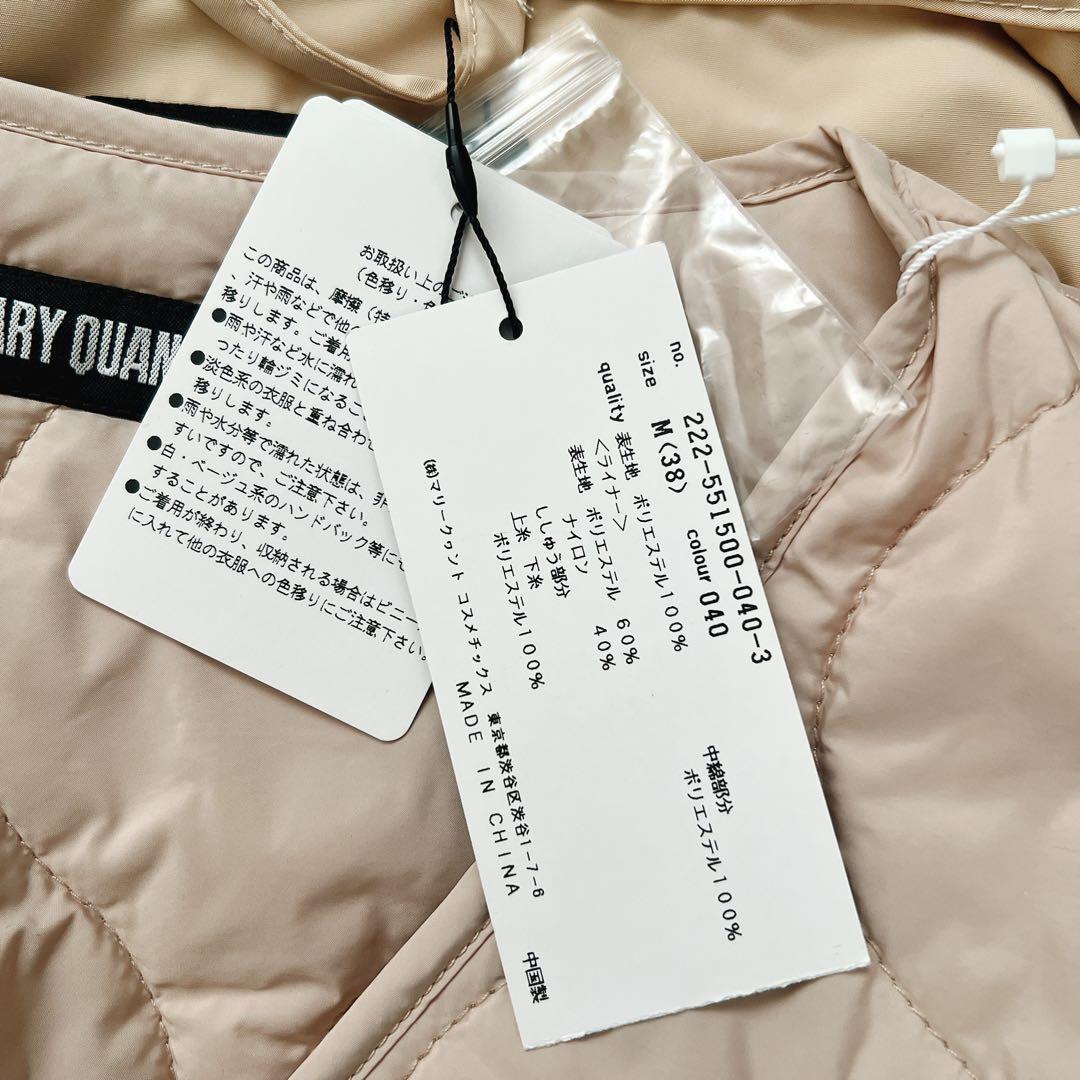 ARY QUAN
お取扱い上の
(色移り・色
この商品は、摩擦(特
、汗や雨などで他の
移りします。ご着用
●雨や汗など水に濡れ
ったり輪ジミになるこ
●淡色系の衣服と重ね合わせ
移りします。
●雨や水分等で濡れた状態は、非
すいですので、ご注意下さい。
●白・ベージュ系のハンドバック等にも
することがあります。
●ご着用が終わり、収納される場合はビニー
に入れて他の衣服への色移りにご注意下さい。
no. 222-551500-040-3
size M<38> colour 040
quality 表生地 ポリエステル100%
<ライナー>
表生地 ポリエステル 60%
ナイロン 40%
ししゅう部分
上糸 下糸
ポリエステル100%
中綿部分
ポリエステル100%
㈱マリークヮント コスメチックス 東京都渋谷区渋谷1-7-6
MADE IN CHINA 中国製